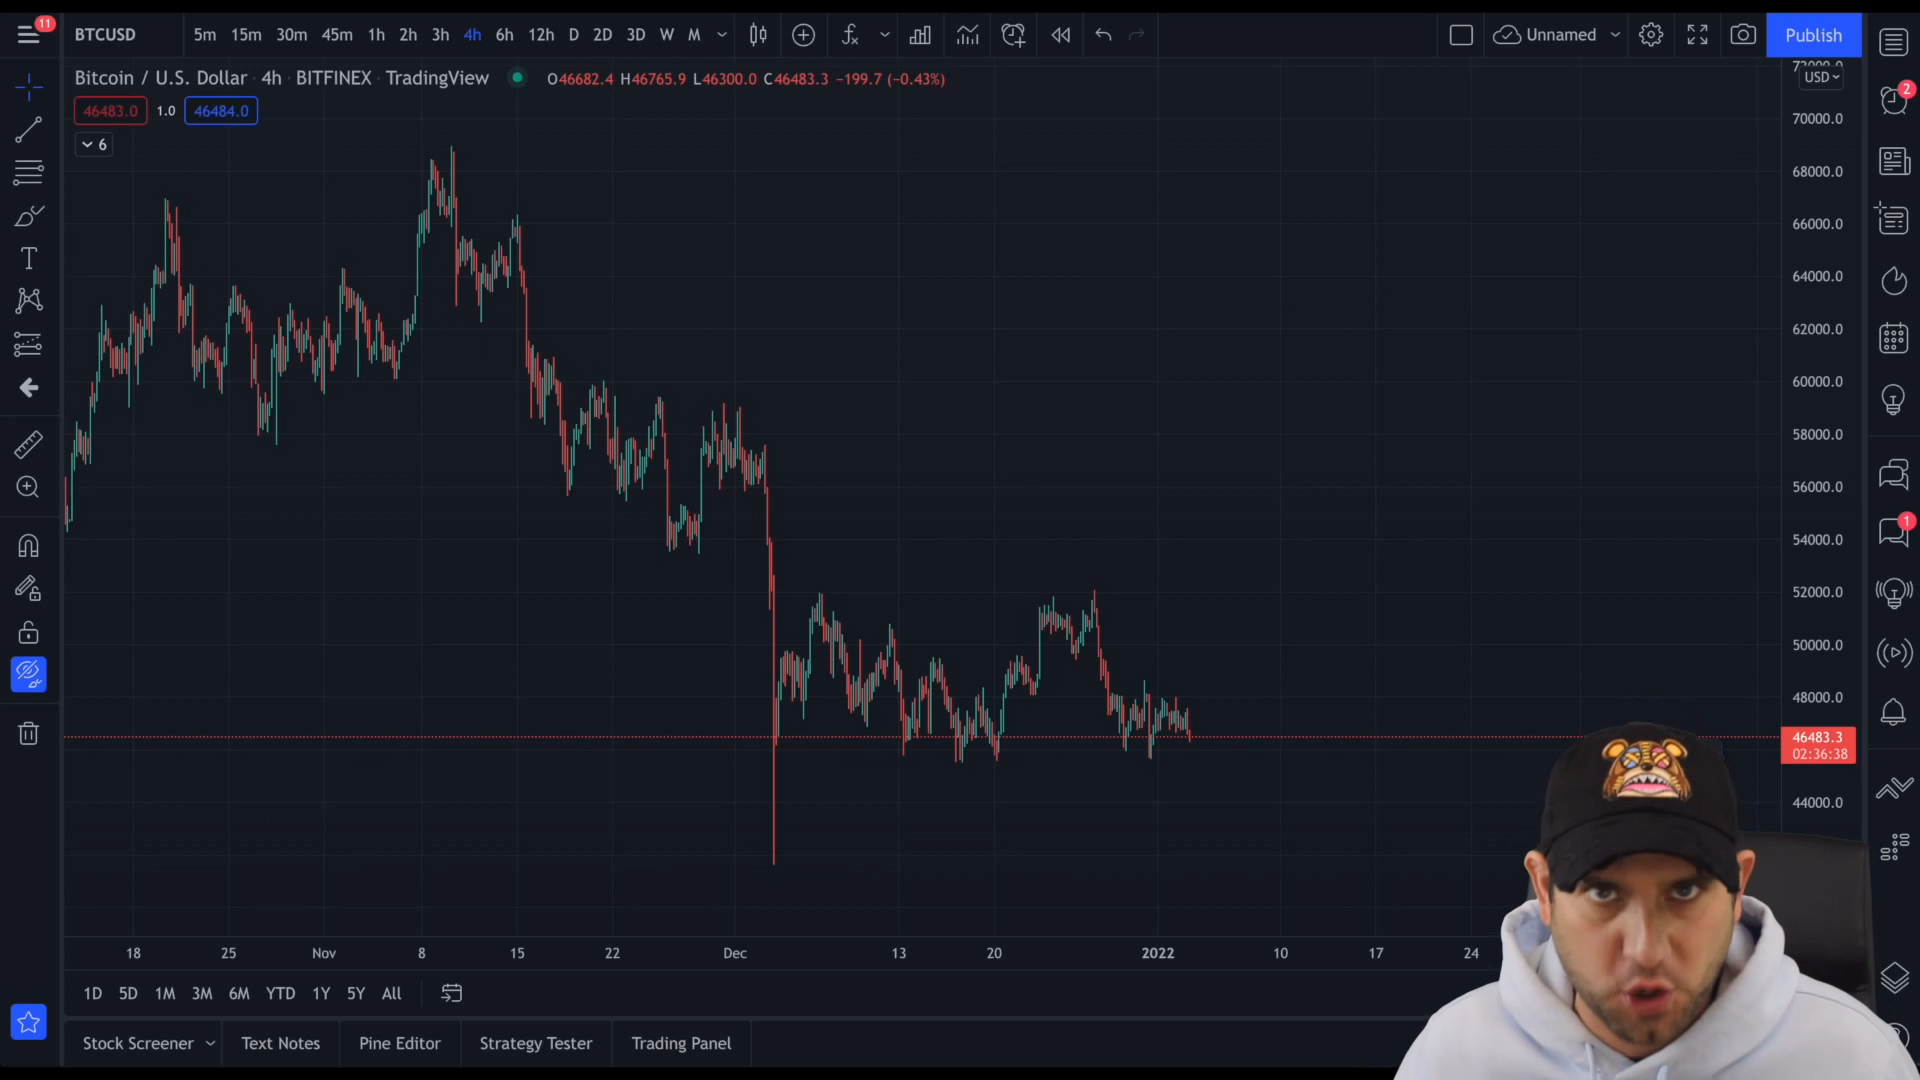 11
BTCUSD
5m 15m 30m 45m 1h 2h 3h 4h 6h 12h D 2D 3D W M
Unnamed
Publish
Bitcoin / U.S. Dollar · 4h · BITFINEX · TradingView
O46682.4 H46765.9 L46300.0 C46483.3 −199.7 (−0.43%)
USD
46483.0 1.0 46484.0
6
2
72000.0
70000.0
68000.0
66000.0
64000.0
62000.0
60000.0
58000.0
56000.0
54000.0
1
52000.0
50000.0
48000.0
46483.3
02:36:38
44000.0
18 25 Nov 8 15 22 Dec 13 20 2022 10 17 24
1D 5D 1M 3M 6M YTD 1Y 5Y All
Stock Screener Text Notes Pine Editor Strategy Tester Trading Panel